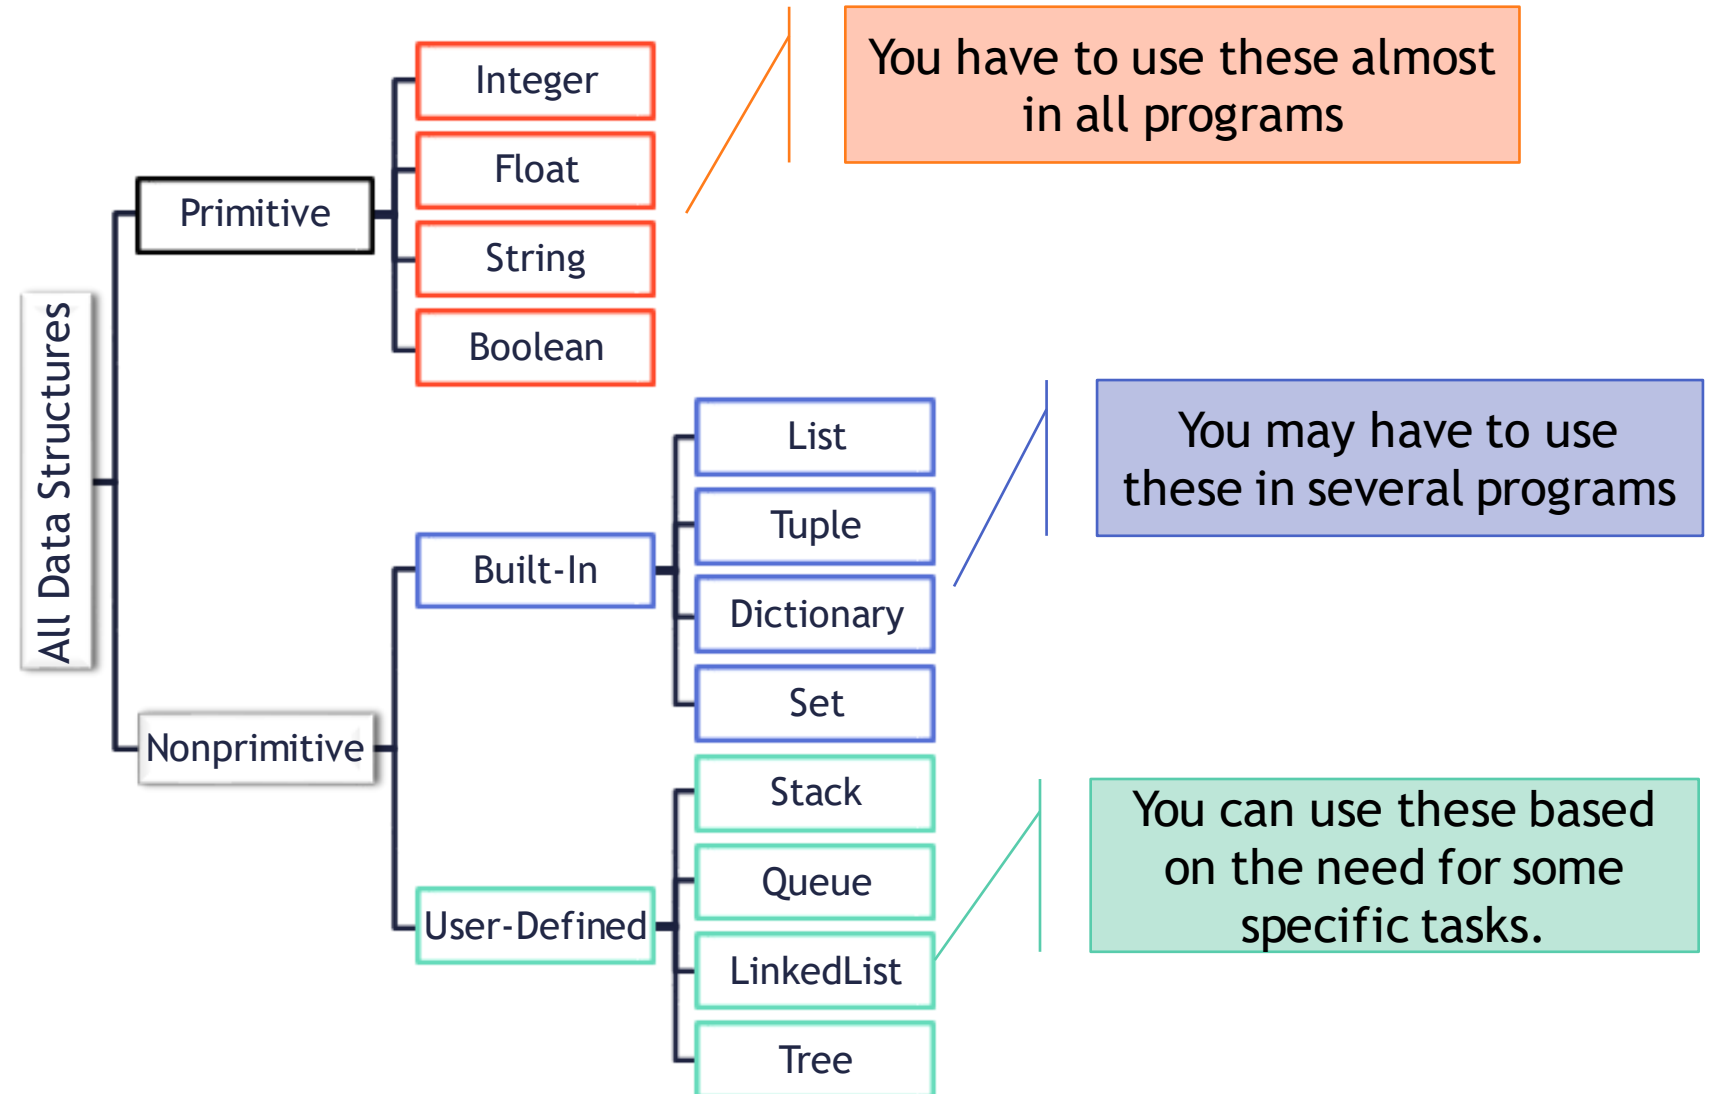 All Data Structures
Primitive
Integer
Float
String
Boolean
You have to use these almost
in all programs
Nonprimitive
Built-In
List
Tuple
Dictionary
Set
You may have to use
these in several programs
User-Defined
Stack
Queue
LinkedList
Tree
You can use these based
on the need for some
specific tasks.